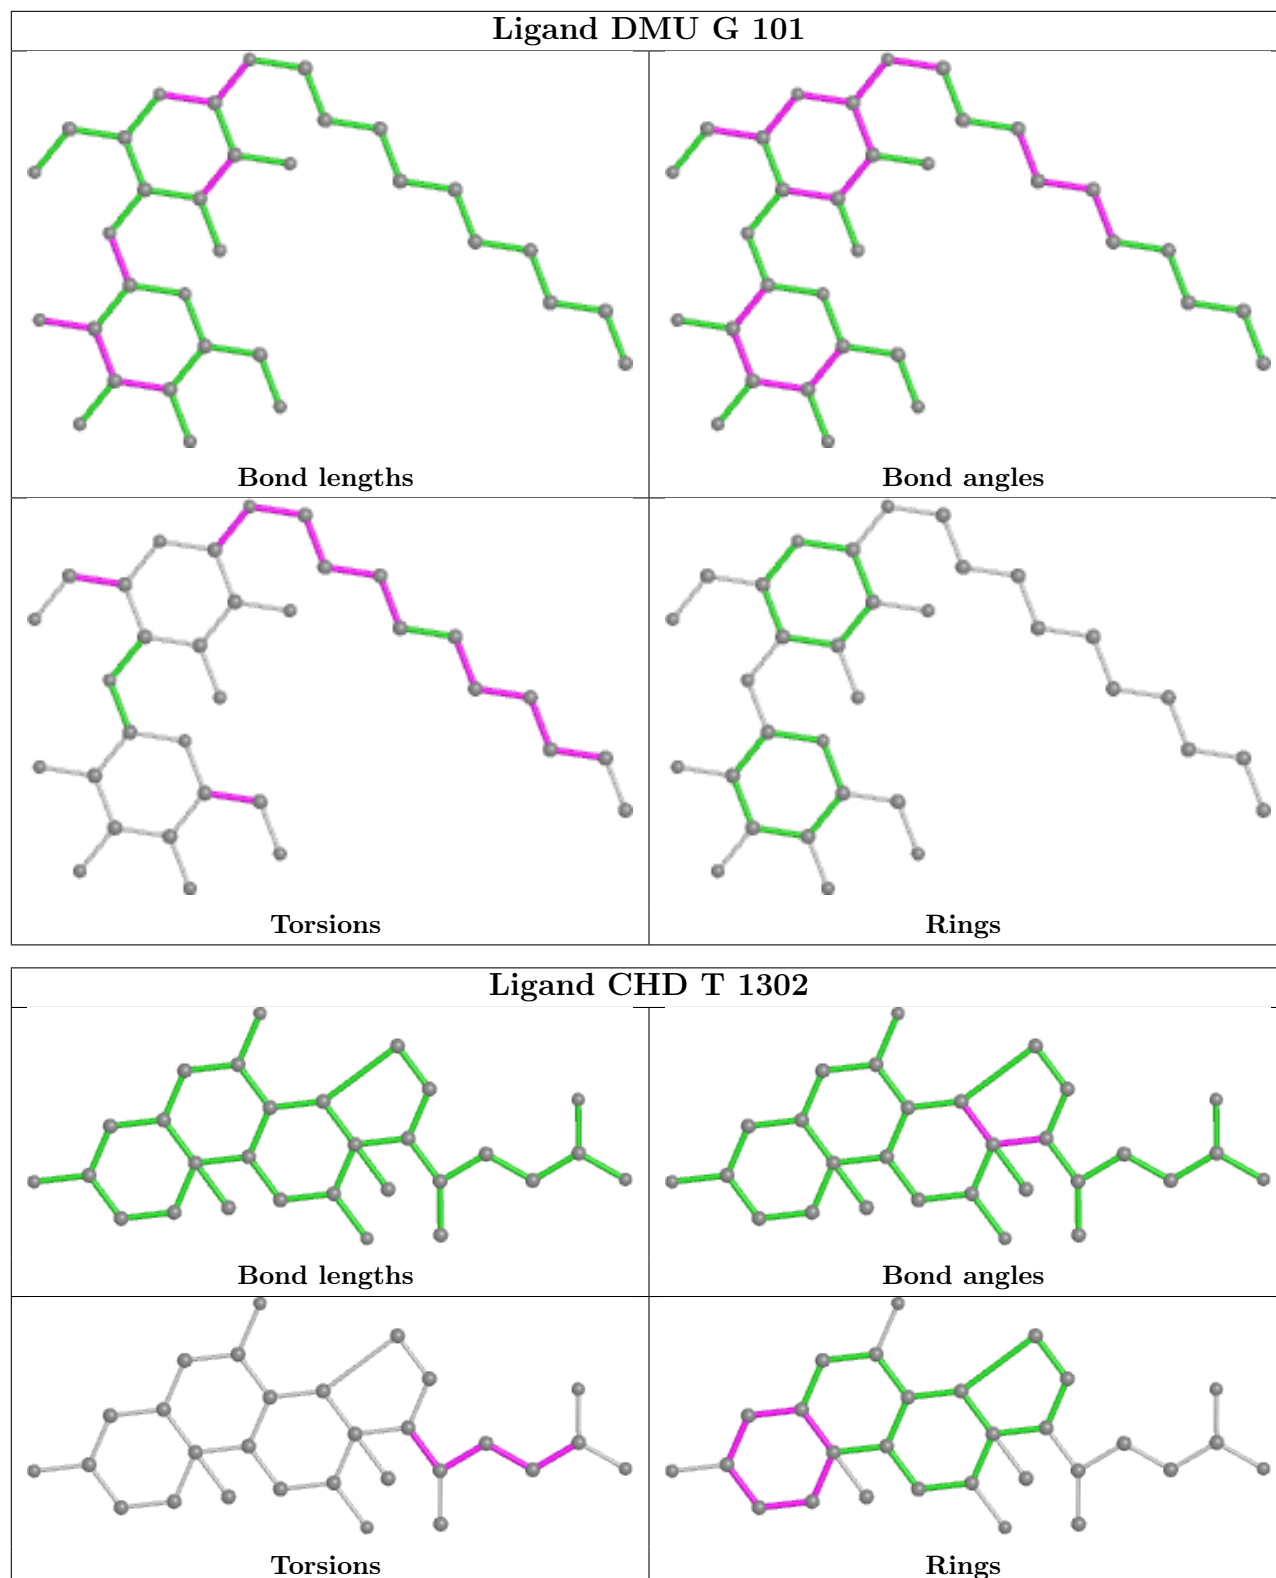 Ligand DMU G 101
Bond lengths
Bond angles
Torsions
Rings
Ligand CHD T 1302
Bond lengths
Bond angles
Torsions
Rings